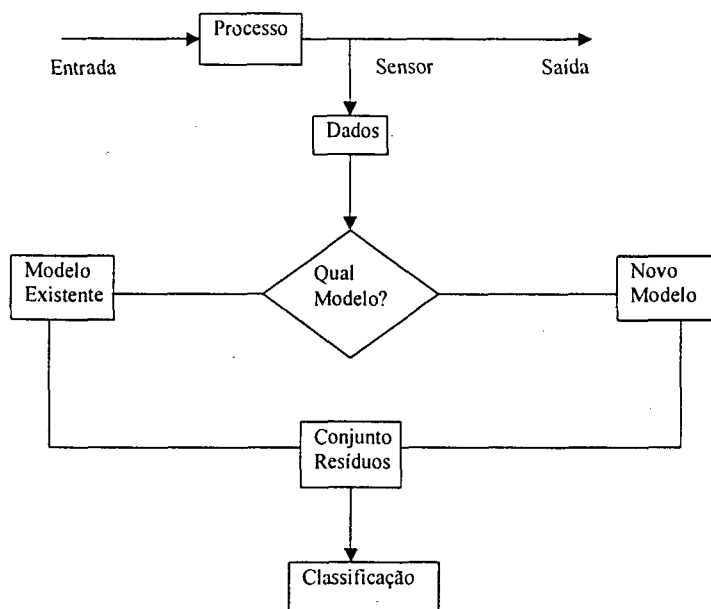 Processo
Entrada
Sensor
Saída
Dados
Qual
Modelo?
Modelo
Existente
Novo
Modelo
Conjunto
Resíduos
Classificação